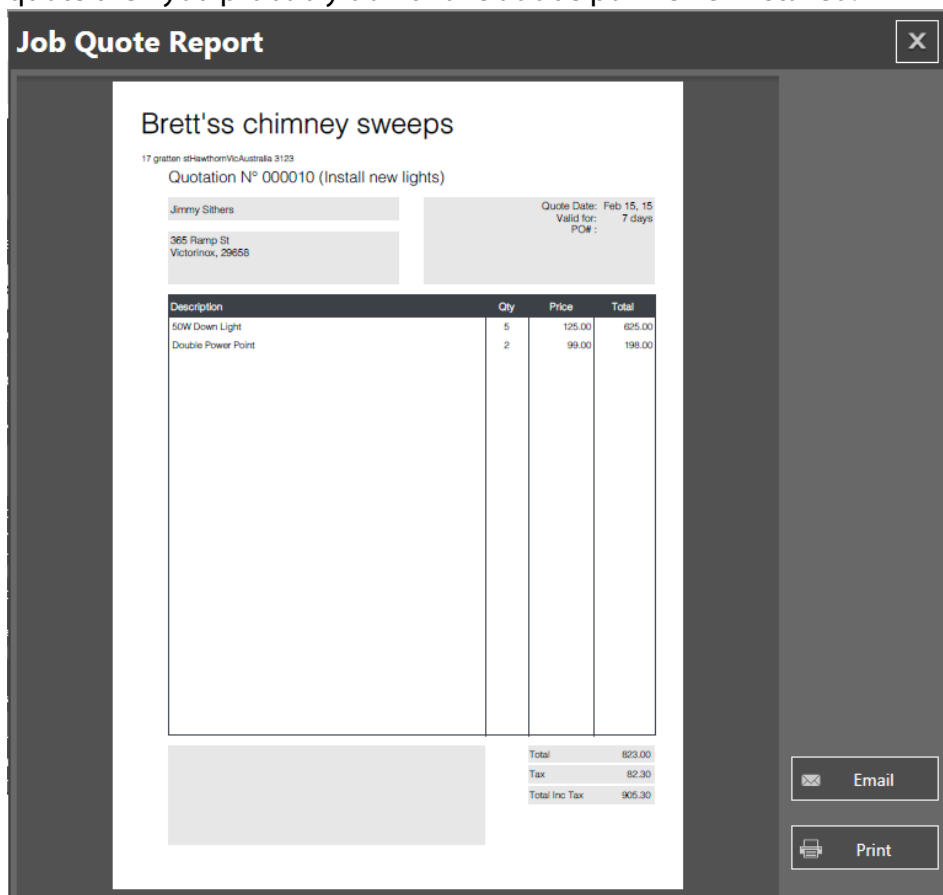 Job Quote Report
X
Brett'ss chimney sweeps
17 gratten stHawthornVicAustralia 3123
Quotation Nº 000010 (Install new lights)
Jimmy Sithers
365 Ramp St
Victorinox, 29658
Quote Date: Feb 15, 15
Valid for: 7 days
PO# :
Description Qty Price Total
50W Down Light 5 125.00 625.00
Double Power Point 2 99.00 198.00
Total 823.00
Tax 82.30
Total Inc Tax 905.30
Email
Print